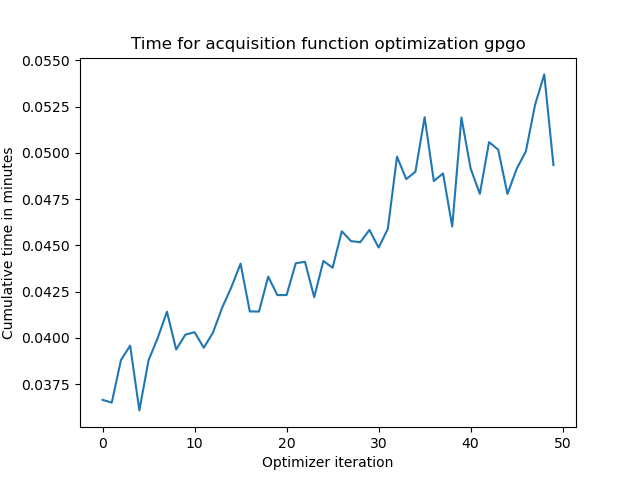 Time for acquisition function optimization gpgo
0.0550
0.0525
0.0500
0.0475
0.0450
0.0425
0.0400
0.0375
Cumulative time in minutes
0 10 20 30 40 50
Optimizer iteration